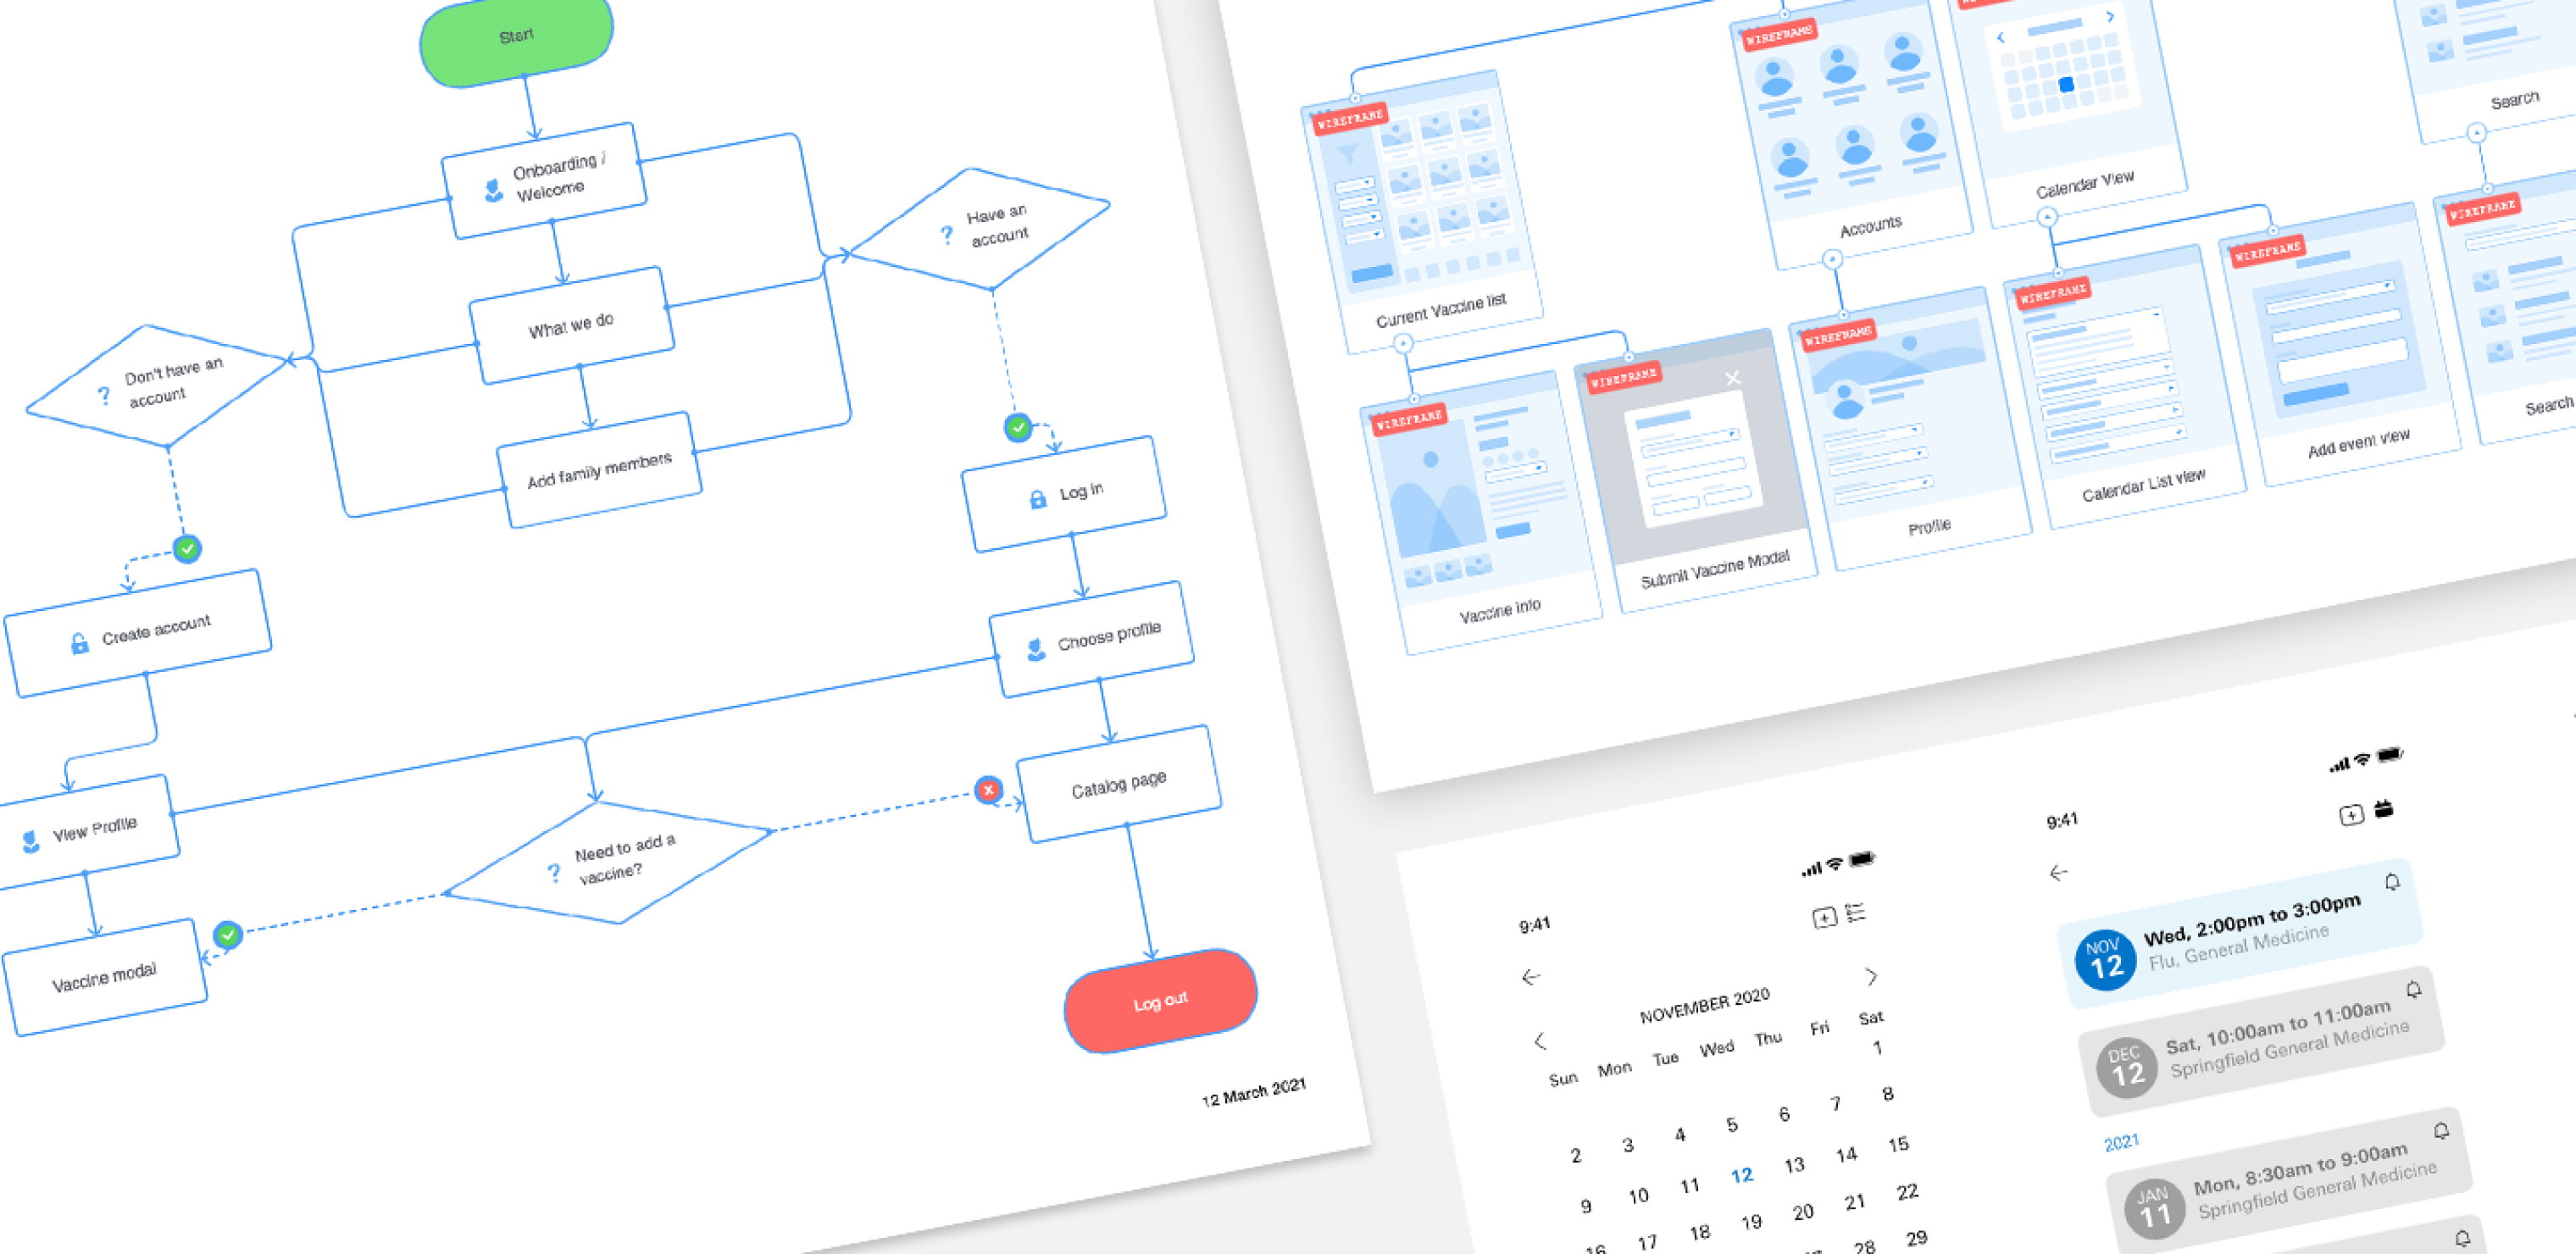 Start
Onboarding /
Welcome
What we do
Add family members
?
Have an
account
?
Don't have an
account
Log in
Create account
Choose profile
View Profile
Catalog page
?
Need to add a
vaccine?
Vaccine modal
Log out
12 March 2021
WIREFRAME
Current Vaccine list
WIREFRAME
Accounts
Calendar View
Search
WIREFRAME
Vaccine info
WIREFRAME
Submit Vaccine Modal
WIREFRAME
Profile
WIREFRAME
Calendar List view
WIREFRAME
Add event view
WIREFRAME
Search
9:41
NOVEMBER 2020
Sun Mon Tue Wed Thu Fri Sat
1
2 3 4 5 6 7 8
9 10 11 12 13 14 15
16 17 18 19 20 21 22
28 29
9:41
NOV
12
Wed, 2:00pm to 3:00pm
Flu, General Medicine
DEC
12
Sat, 10:00am to 11:00am
Springfield General Medicine
2021
JAN
11
Mon, 8:30am to 9:00am
Springfield General Medicine